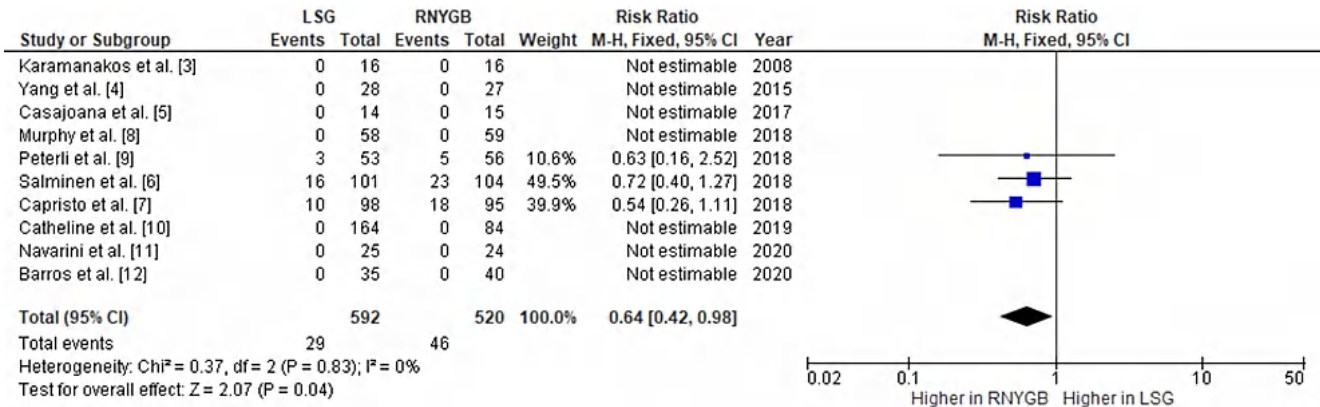 LSG RNYGB Risk Ratio Risk Ratio
Study or Subgroup Events Total Events Total Weight M-H, Fixed, 95% CI Year M-H, Fixed, 95% CI
Karamanakos et al. [3] 0 16 0 16 Not estimable 2008
Yang et al. [4] 0 28 0 27 Not estimable 2015
Casajoana et al. [5] 0 14 0 15 Not estimable 2017
Murphy et al. [8] 0 58 0 59 Not estimable 2018
Peterli et al. [9] 3 53 5 56 10.6% 0.63 [0.16, 2.52] 2018
Salminen et al. [6] 16 101 23 104 49.5% 0.72 [0.40, 1.27] 2018
Capristo et al. [7] 10 98 18 95 39.9% 0.54 [0.26, 1.11] 2018
Catheline et al. [10] 0 164 0 84 Not estimable 2019
Navarini et al. [11] 0 25 0 24 Not estimable 2020
Barros et al. [12] 0 35 0 40 Not estimable 2020
Total (95% CI) 592 520 100.0% 0.64 [0.42, 0.98]
Total events 29 46
Heterogeneity: Chi² = 0.37, df = 2 (P = 0.83); I² = 0%
Test for overall effect: Z = 2.07 (P = 0.04)
0.02 0.1 1 10 50
Higher in RNYGB Higher in LSG